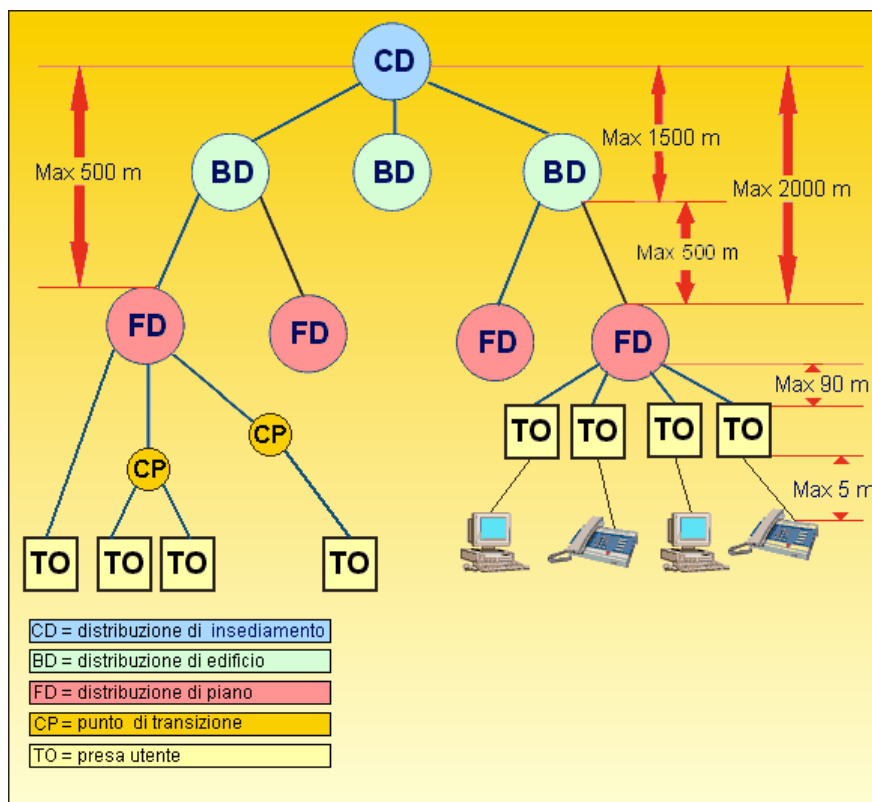 CD
Max 500 m
BD
BD
BD
Max 1500 m
Max 2000 m
Max 500 m
FD
FD
FD
FD
Max 90 m
CP
CP
TO
TO
TO
TO
Max 5 m
TO
TO
TO
TO
CD = distribuzione di insediamento
BD = distribuzione di edificio
FD = distribuzione di piano
CP = punto di transizione
TO = presa utente